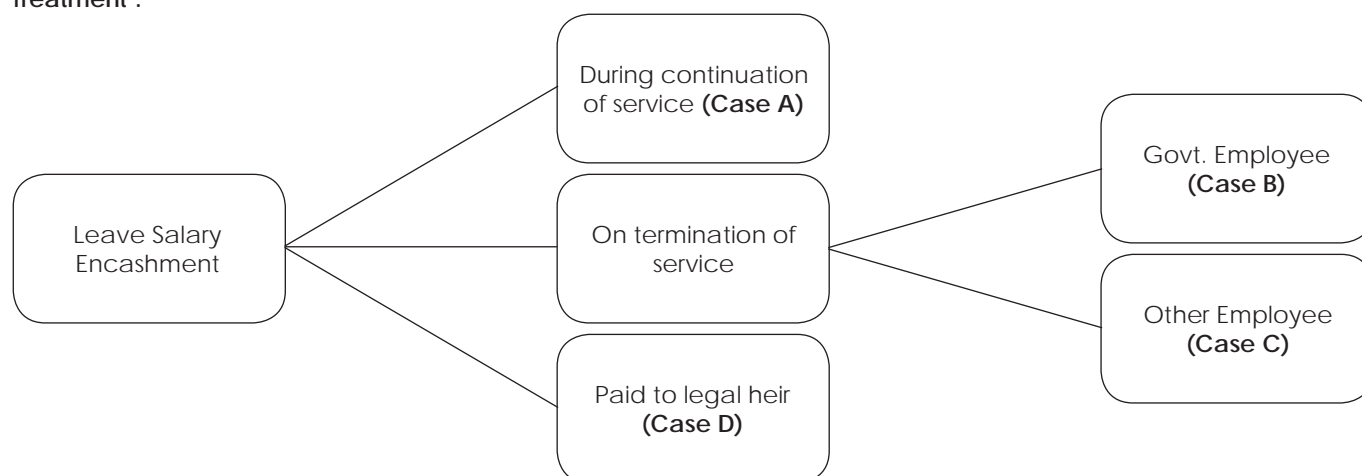 Treatment :
During continuation
of service (Case A)
Govt. Employee
(Case B)
Leave Salary
Encashment
On termination of
service
Other Employee
(Case C)
Paid to legal heir
(Case D)